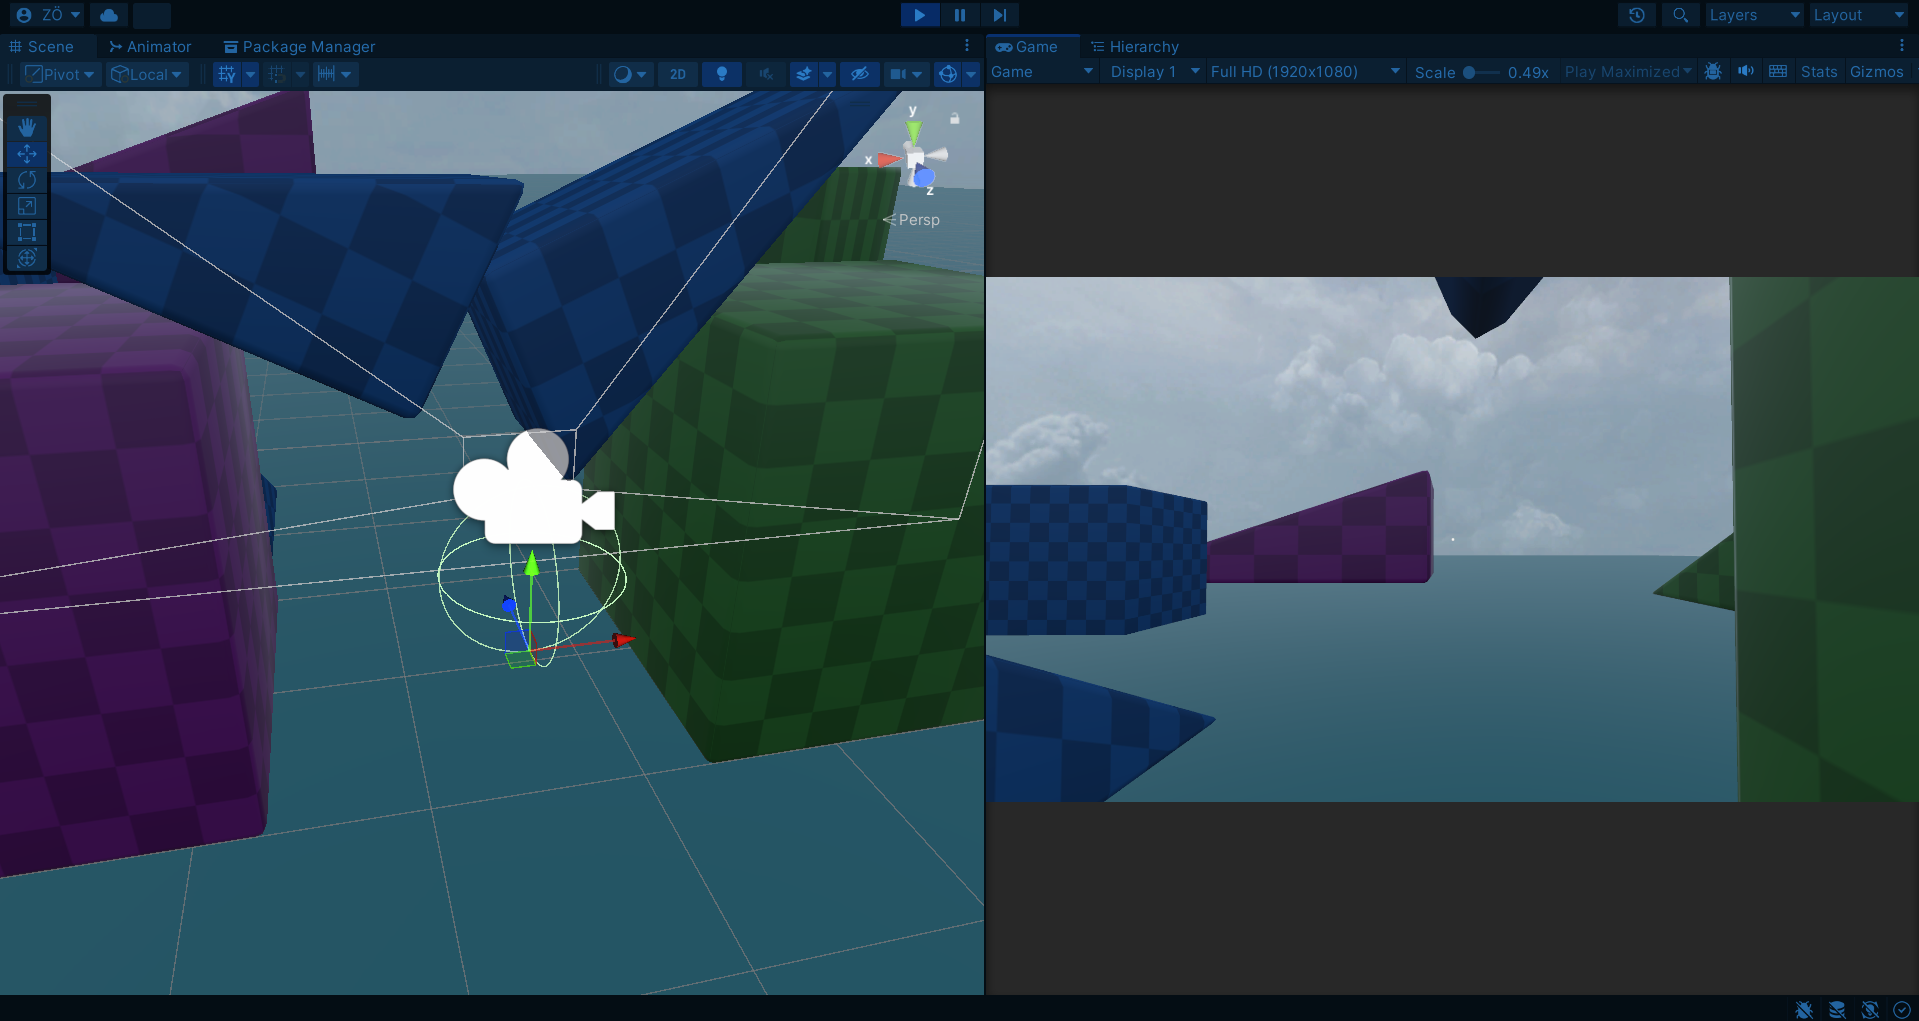 ZÖ
Layers
Layout
Scene
Animator
Package Manager
Game
Hierarchy
Pivot
Local
2D
Game
Display 1
Full HD (1920x1080)
Scale
0.49x
Play Maximized
Stats
Gizmos
y
x
z
Persp